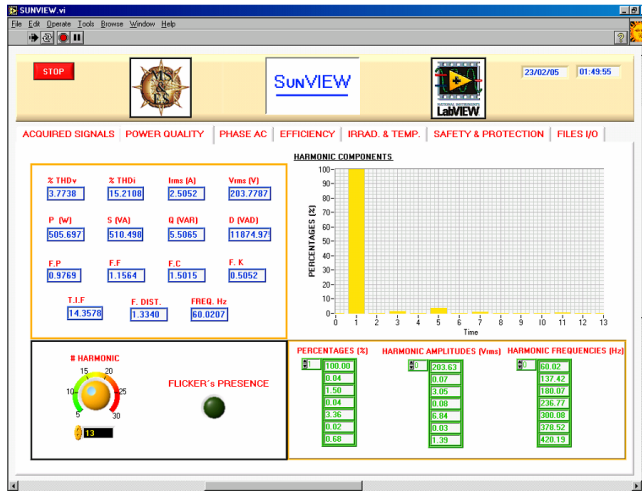 SUNVIEW.vi
File Edit Operate Tools Browse Window Help
STOP
MS
&
ES
SUNVIEW
NATIONAL INSTRUMENTS
LabVIEW
23/02/05 01:49:55
ACQUIRED SIGNALS POWER QUALITY PHASE AC EFFICIENCY IRRAD. & TEMP. SAFETY & PROTECTION FILES I/O
% THDv % THDi Irms (A) Vrms (V)
3.7738 15.2108 2.5052 203.7787
P (W) S (VA) Q (VAR) D (VAD)
505.697 510.498 5.5065 11874.975
F.P F.F F.C F. K
0.9769 1.1564 1.5015 0.5052
T.I.F F. DIST. FREQ. Hz
14.3578 1.3340 60.0207
HARMONIC COMPONENTS
PERCENTAGES (%)
100-
90-
80-
70-
60-
50-
40-
30-
20-
10-
0 1 2 3 4 5 6 7 8 9 10 11 12 13
Time
# HARMONIC
5 10 15 20 25 30
13
FLICKER's PRESENCE
PERCENTAGES (%) HARMONIC AMPLITUDES (Vrms) HARMONIC FREQUENCIES (Hz)
1 100.00 0 203.63 0 60.02
0.04 0.07 137.42
1.50 3.05 180.07
0.04 0.08 236.77
3.36 6.84 300.08
0.02 0.03 378.52
0.68 1.39 420.19